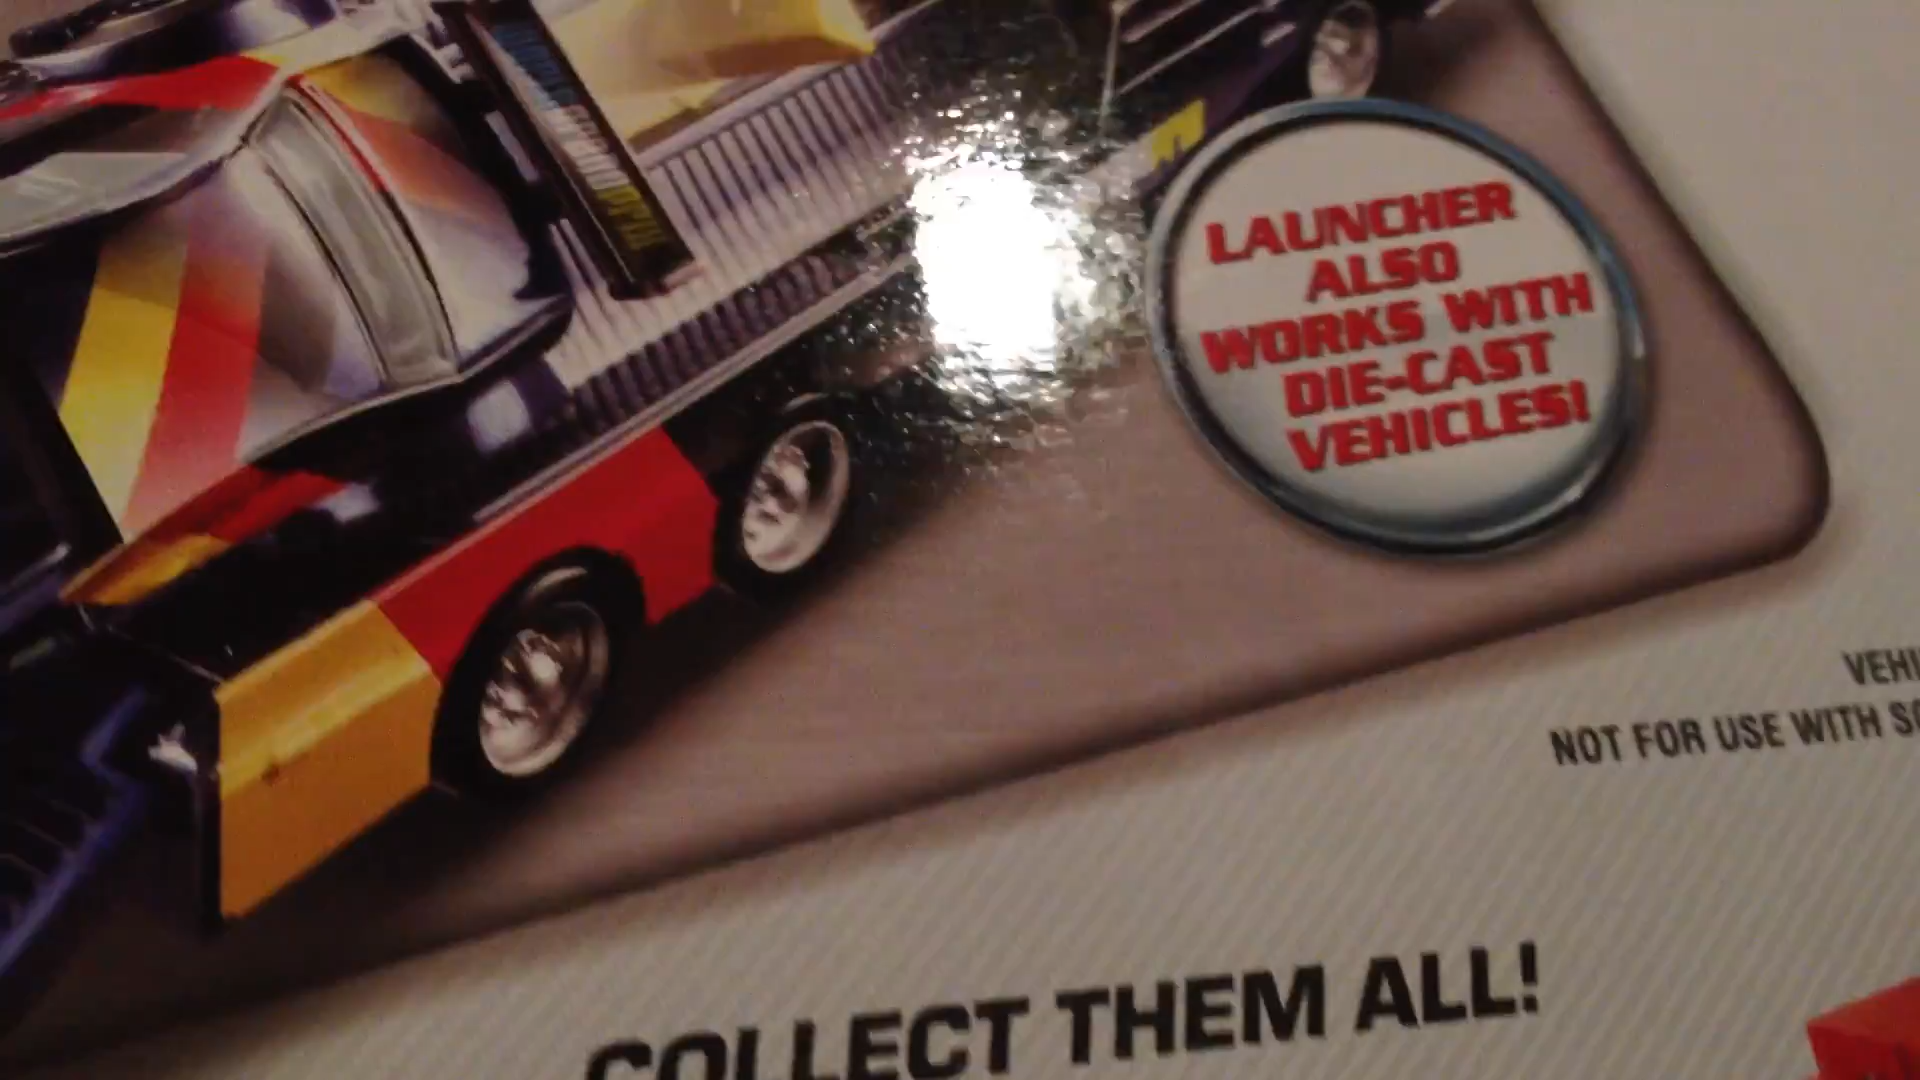 LAUNCHER
ALSO
WORKS WITH
DIE-CAST
VEHICLES!
NOT FOR USE WITH
COLLECT THEM ALL!